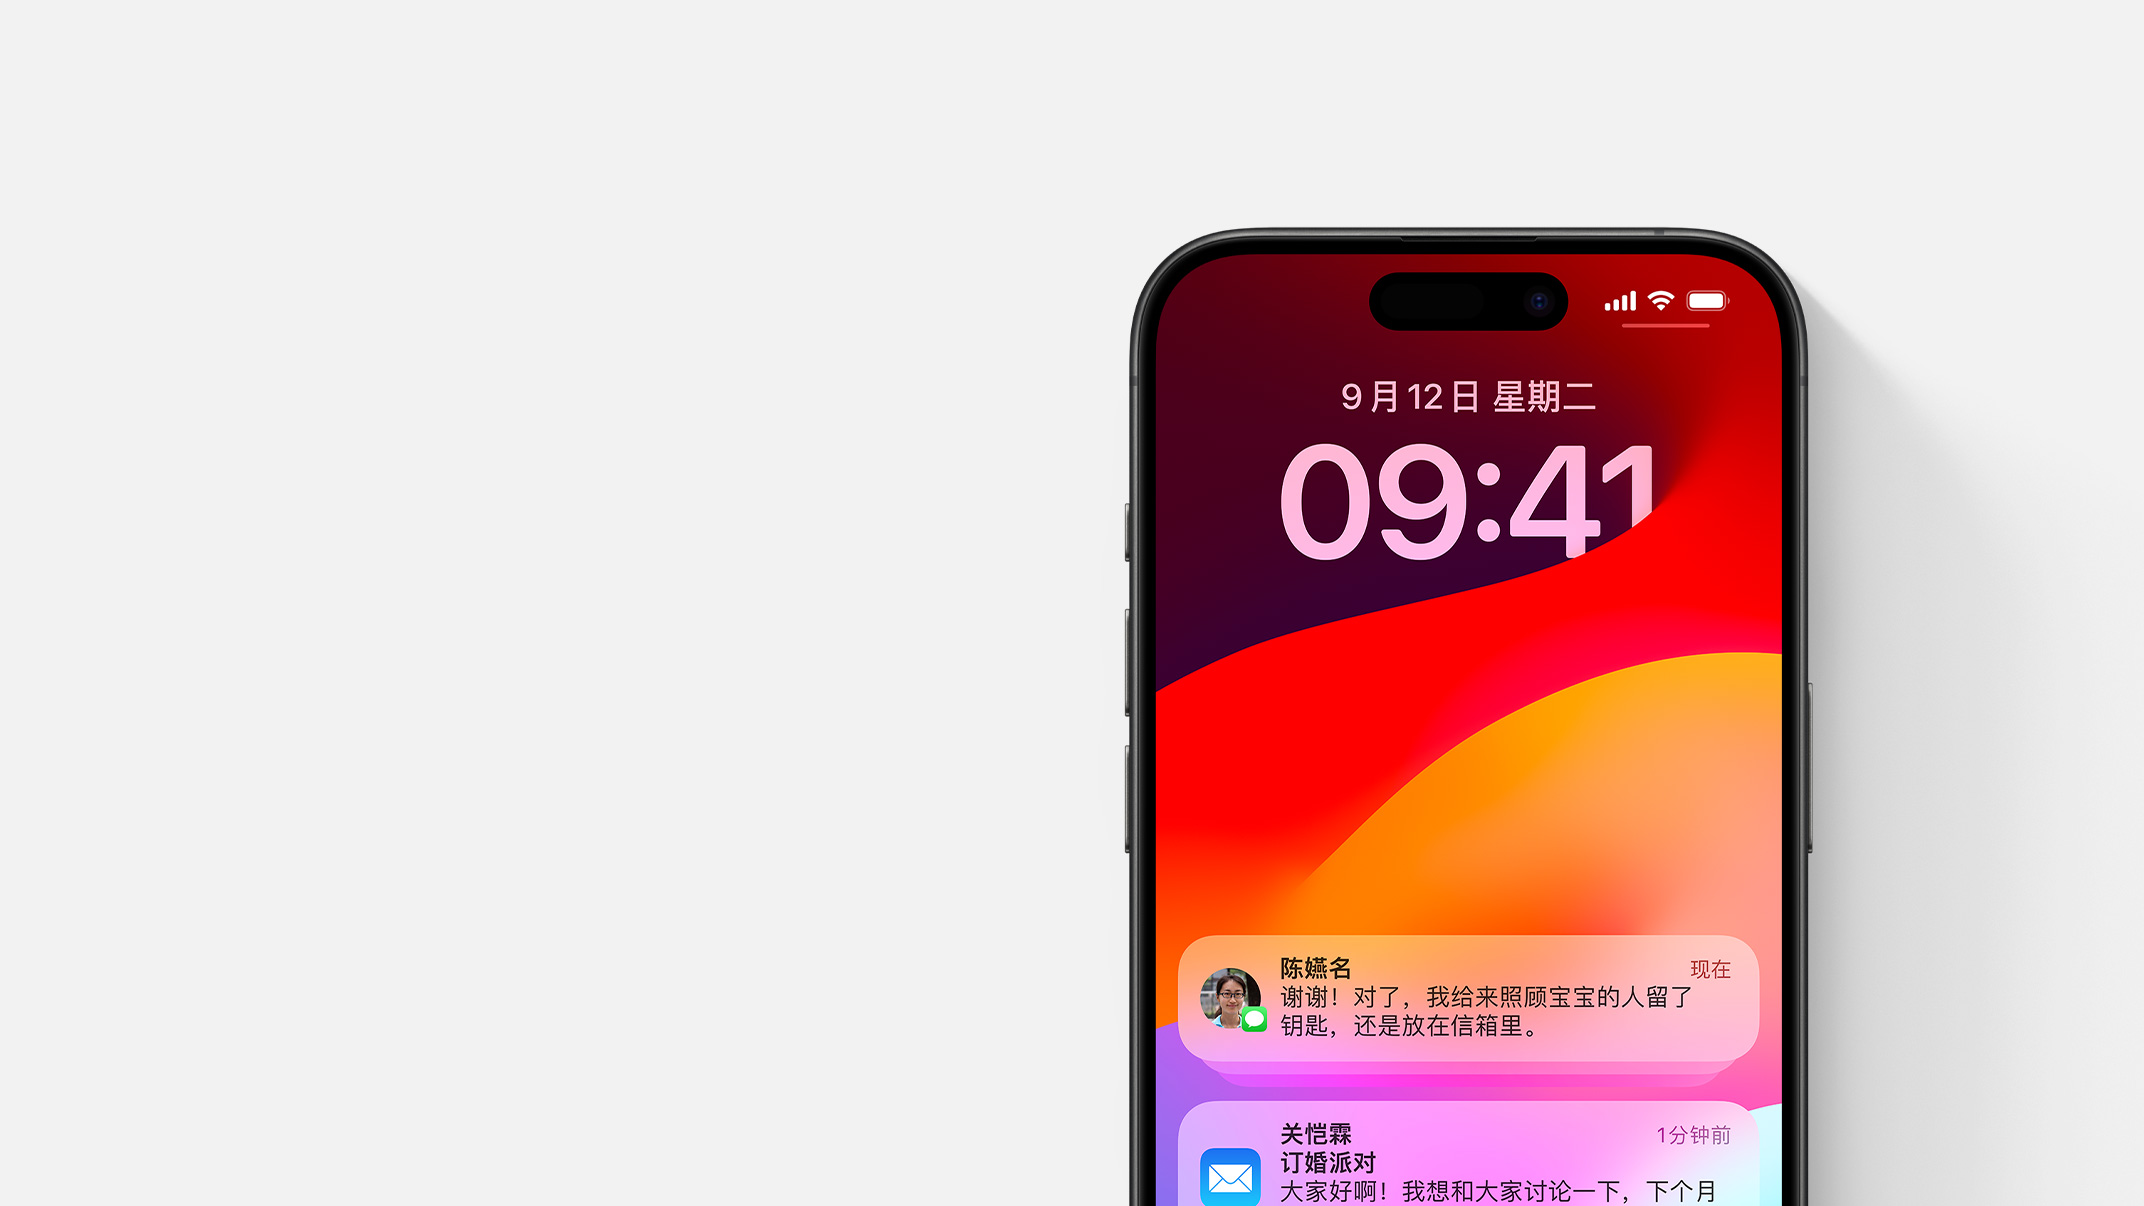 9月12日 星期二
09:41
陈嬿名 现在
谢谢！对了，我给来照顾宝宝的人留了
钥匙，还是放在信箱里。
关恺霖 1分钟前
订婚派对
大家好啊！我想和大家讨论一下，下个月